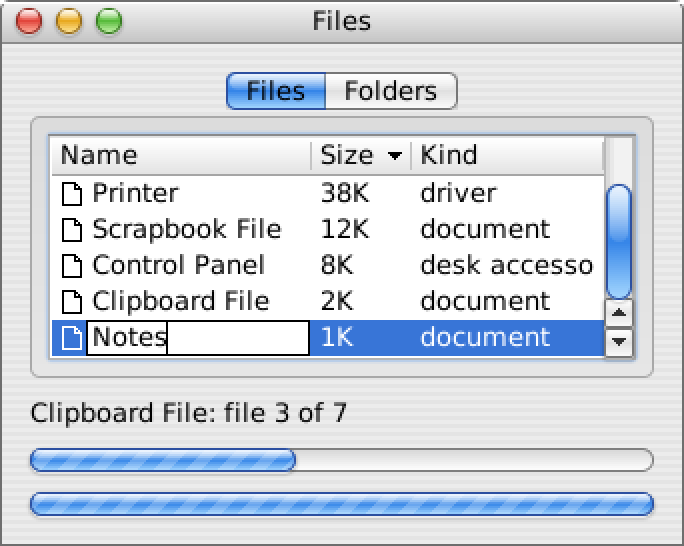 Files
Files Folders
Name Size Kind
Printer 38K driver
Scrapbook File 12K document
Control Panel 8K desk accesso
Clipboard File 2K document
Notes 1K document
Clipboard File: file 3 of 7